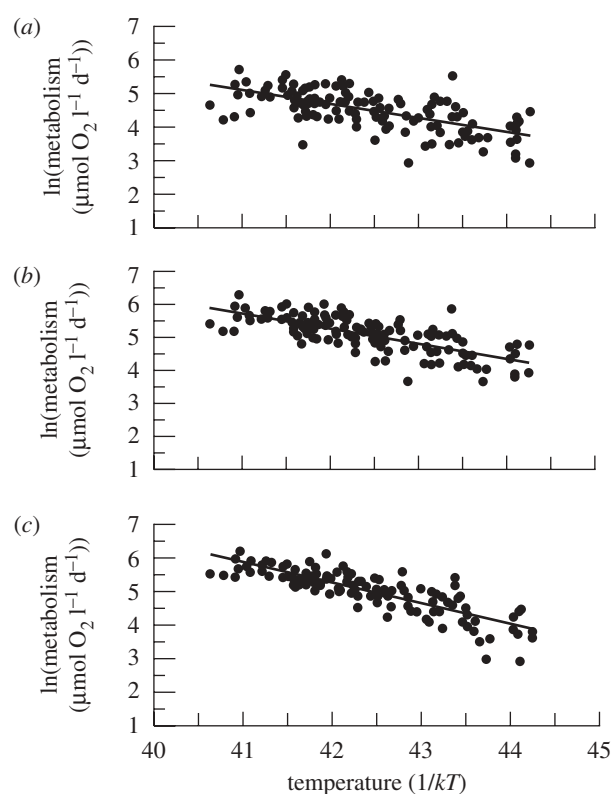 (a)
ln(metabolism
(μmol O₂ l⁻¹ d⁻¹))
7
6
5
4
3
2
1
(b)
ln(metabolism
(μmol O₂ l⁻¹ d⁻¹))
7
6
5
4
3
2
1
(c)
ln(metabolism
(μmol O₂ l⁻¹ d⁻¹))
7
6
5
4
3
2
1
40 41 42 43 44 45
temperature (1/kT)